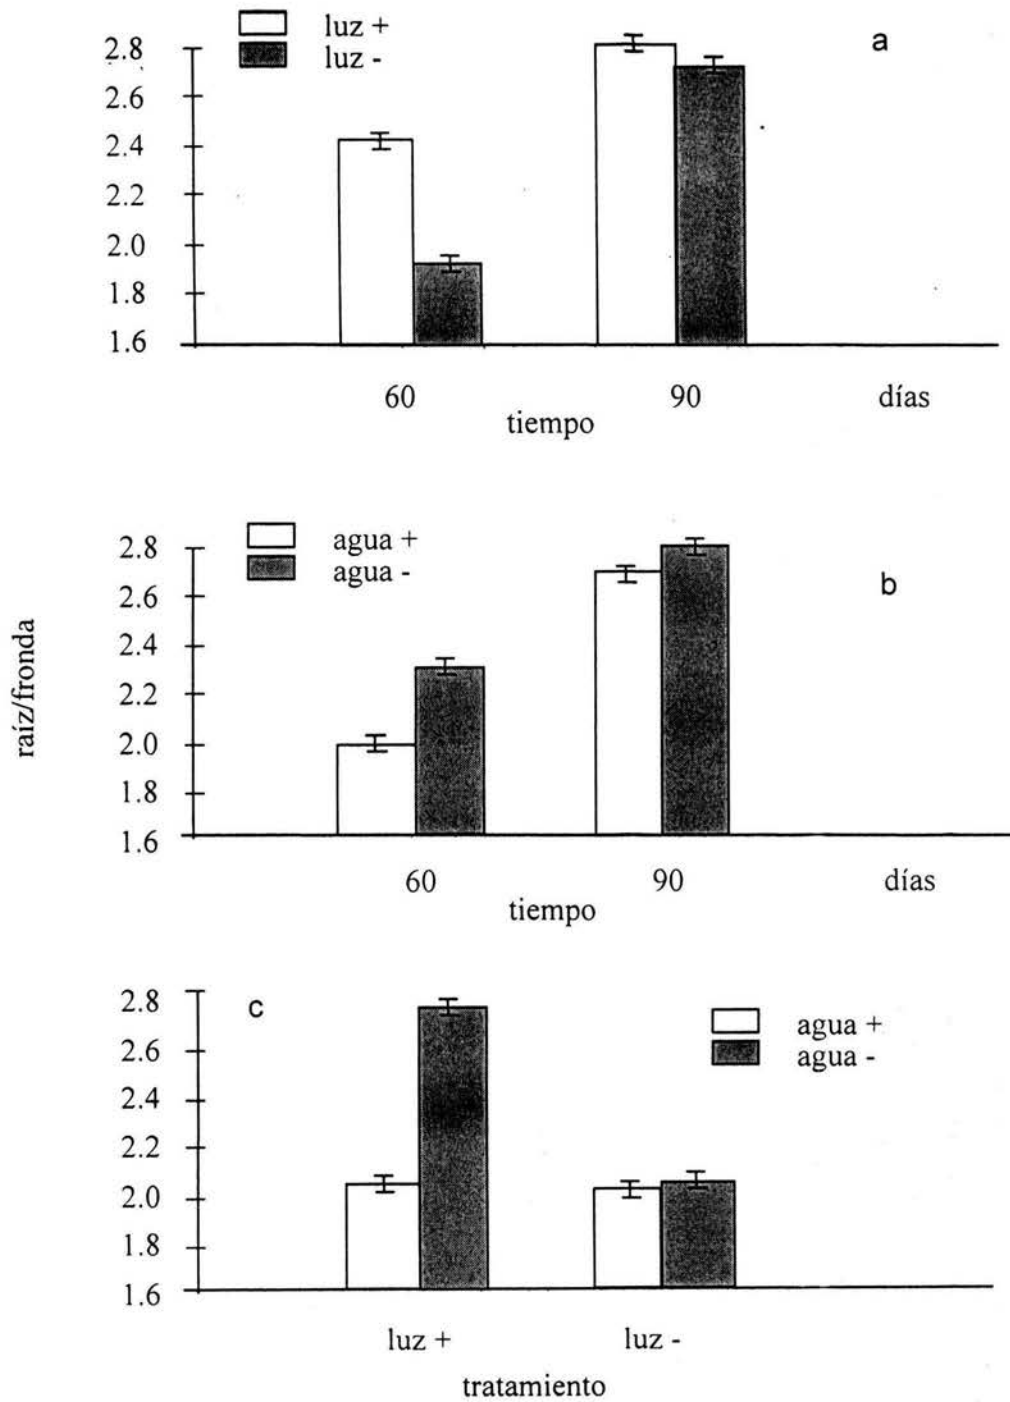 luz +
luz -
a
2.8
2.6
2.4
2.2
2.0
1.8
1.6
60 90 días
tiempo
raíz/fronda
agua +
agua -
b
2.8
2.6
2.4
2.2
2.0
1.8
1.6
60 90 días
tiempo
c
agua +
agua -
2.8
2.6
2.4
2.2
2.0
1.8
1.6
luz + luz -
tratamiento